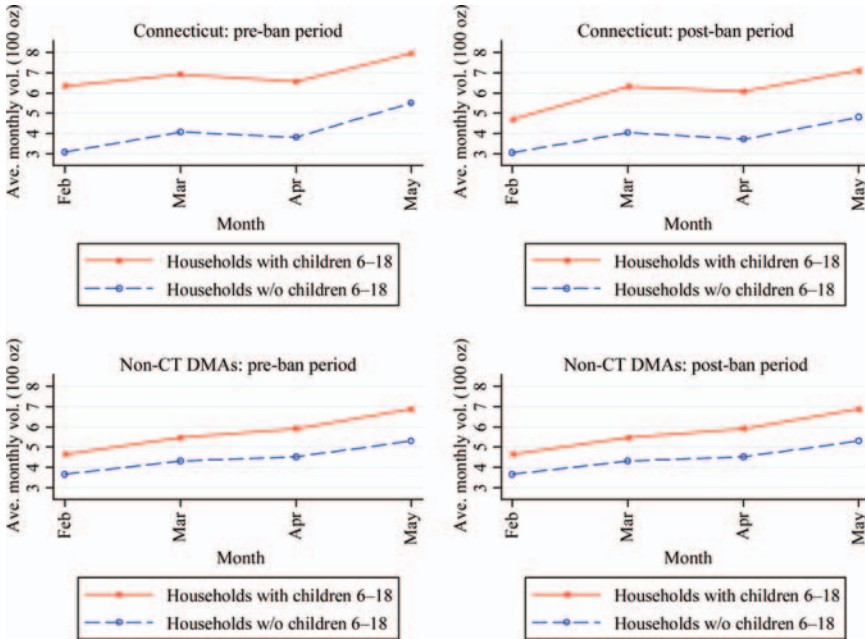 Connecticut: pre-ban period
Ave. monthly vol. (100 oz)
8
7
6
5
4
3
Feb
Mar
Apr
May
Month
Households with children 6–18
Households w/o children 6–18
Connecticut: post-ban period
Ave. monthly vol. (100 oz)
8
7
6
5
4
3
Feb
Mar
Apr
May
Month
Households with children 6–18
Households w/o children 6–18
Non-CT DMAs: pre-ban period
Ave. monthly vol. (100 oz)
8
7
6
5
4
3
Feb
Mar
Apr
May
Month
Households with children 6–18
Households w/o children 6–18
Non-CT DMAs: post-ban period
Ave. monthly vol. (100 oz)
8
7
6
5
4
3
Feb
Mar
Apr
May
Month
Households with children 6–18
Households w/o children 6–18